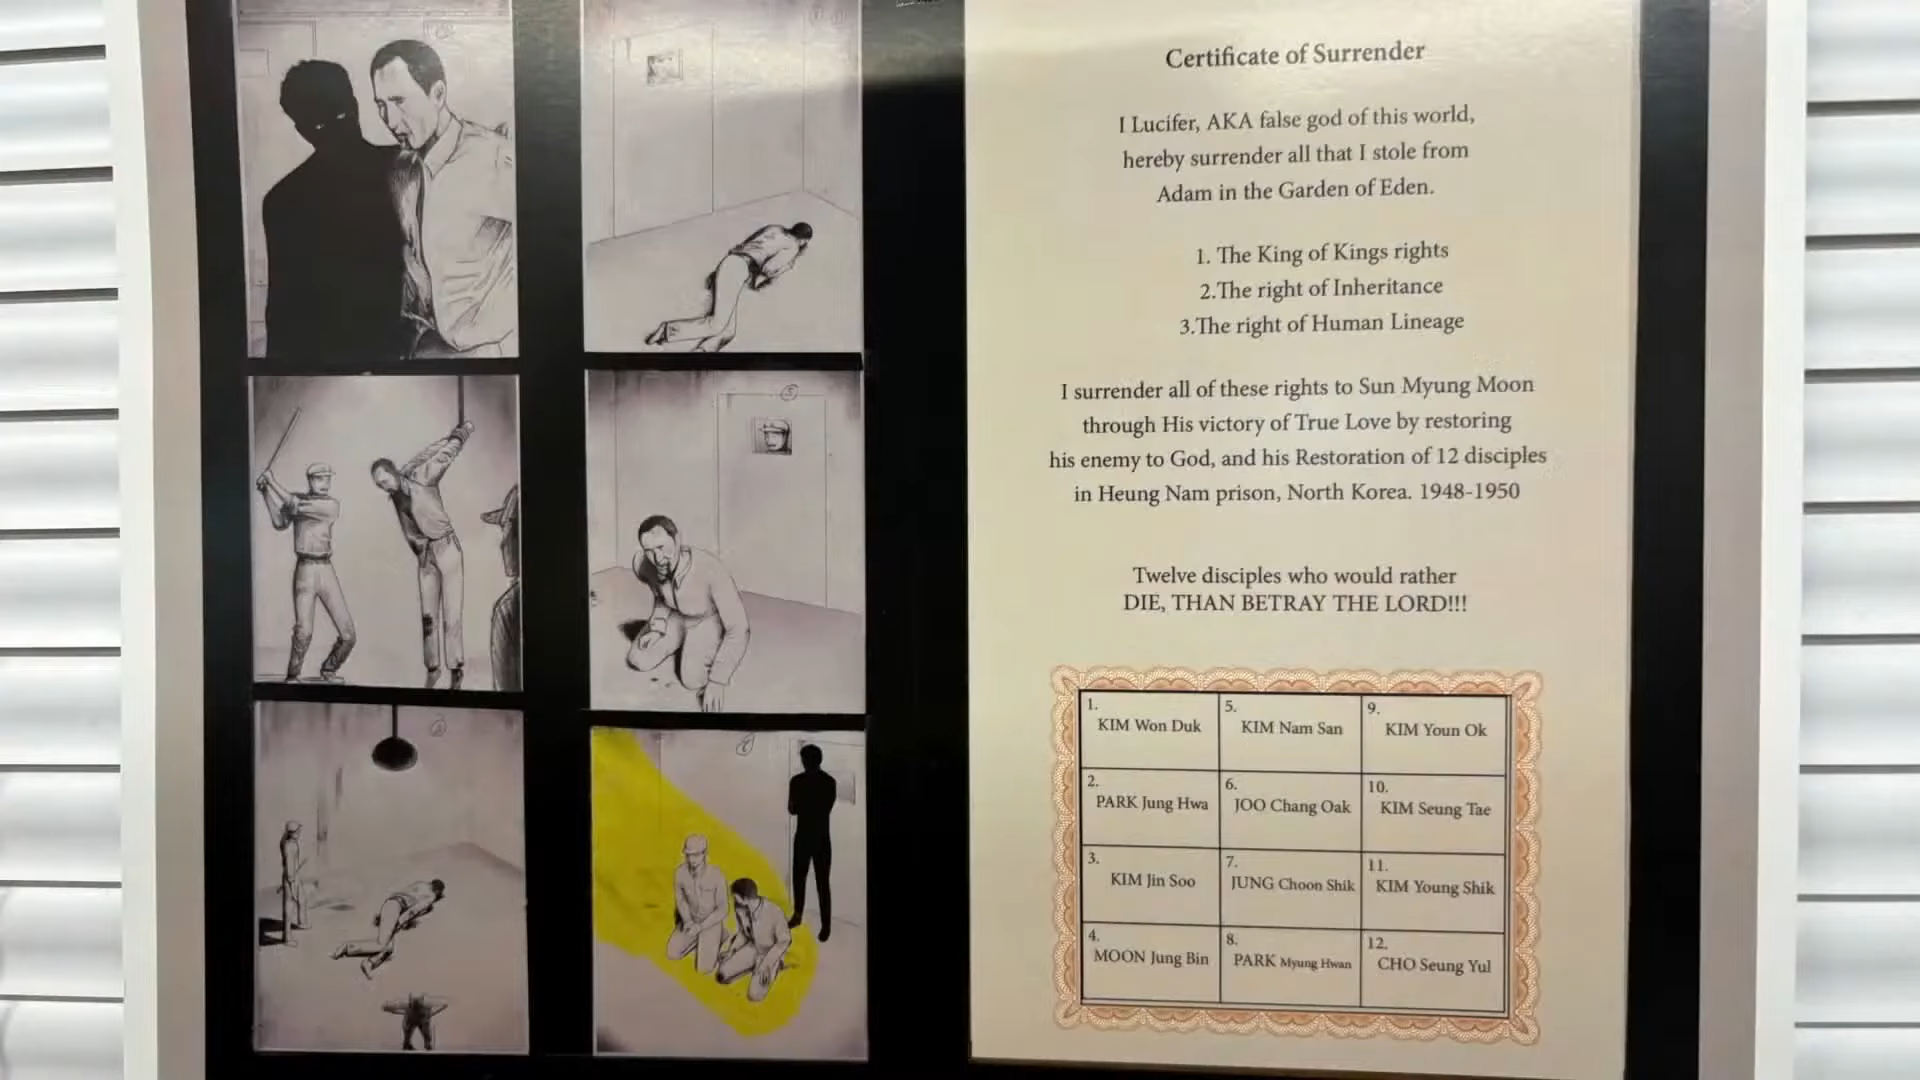 Certificate of Surrender
I Lucifer, AKA false god of this world,
hereby surrender all that I stole from
Adam in the Garden of Eden.
1. The King of Kings rights
2.The right of Inheritance
3.The right of Human Lineage
I surrender all of these rights to Sun Myung Moon
through His victory of True Love by restoring
his enemy to God, and his Restoration of 12 disciples
in Heung Nam prison, North Korea. 1948-1950
Twelve disciples who would rather
DIE, THAN BETRAY THE LORD!!!
1.
KIM Won Duk
2.
PARK Jung Hwa
3.
KIM Jin Soo
4.
MOON Jung Bin
5.
KIM Nam San
6.
JOO Chang Oak
7.
JUNG Choon Shik
8.
PARK Myung Hwan
9.
KIM Youn Ok
10.
KIM Seung Tae
11.
KIM Young Shik
12.
CHO Seung Yul
5